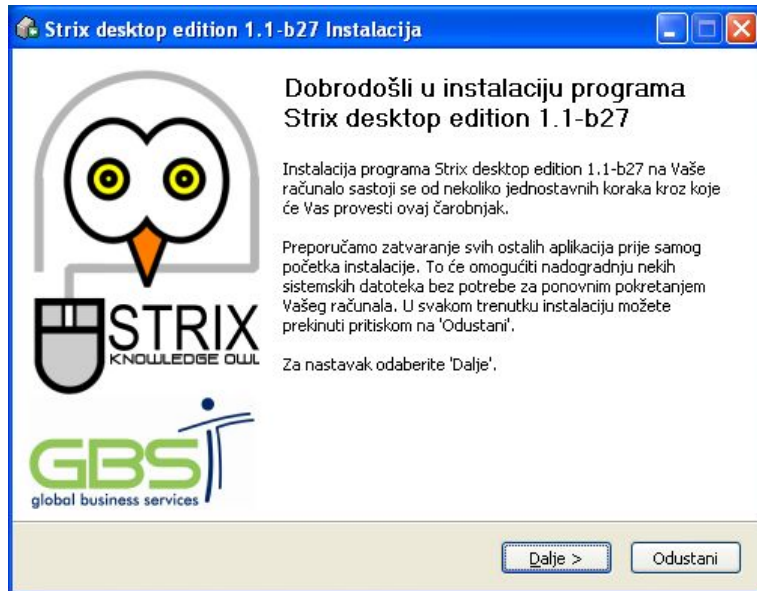 Strix desktop edition 1.1-b27 Instalacija
Dobrodošli u instalaciju programa
Strix desktop edition 1.1-b27
Instalacija programa Strix desktop edition 1.1-b27 na Vaše
računalo sastoji se od nekoliko jednostavnih koraka kroz koje
će Vas provesti ovaj čarobnjak.
Preporučamo zatvaranje svih ostalih aplikacija prije samog
početka instalacije. To će omogućiti nadogradnju nekih
sistemskih datoteka bez potrebe za ponovnim pokretanjem
Vašeg računala. U svakom trenutku instalaciju možete
prekinuti pritiskom na 'Odustani'.
Za nastavak odaberite 'Dalje'.
STRIX
KNOWLEDGE OWL
GBS
global business services
Dalje >
Odustani